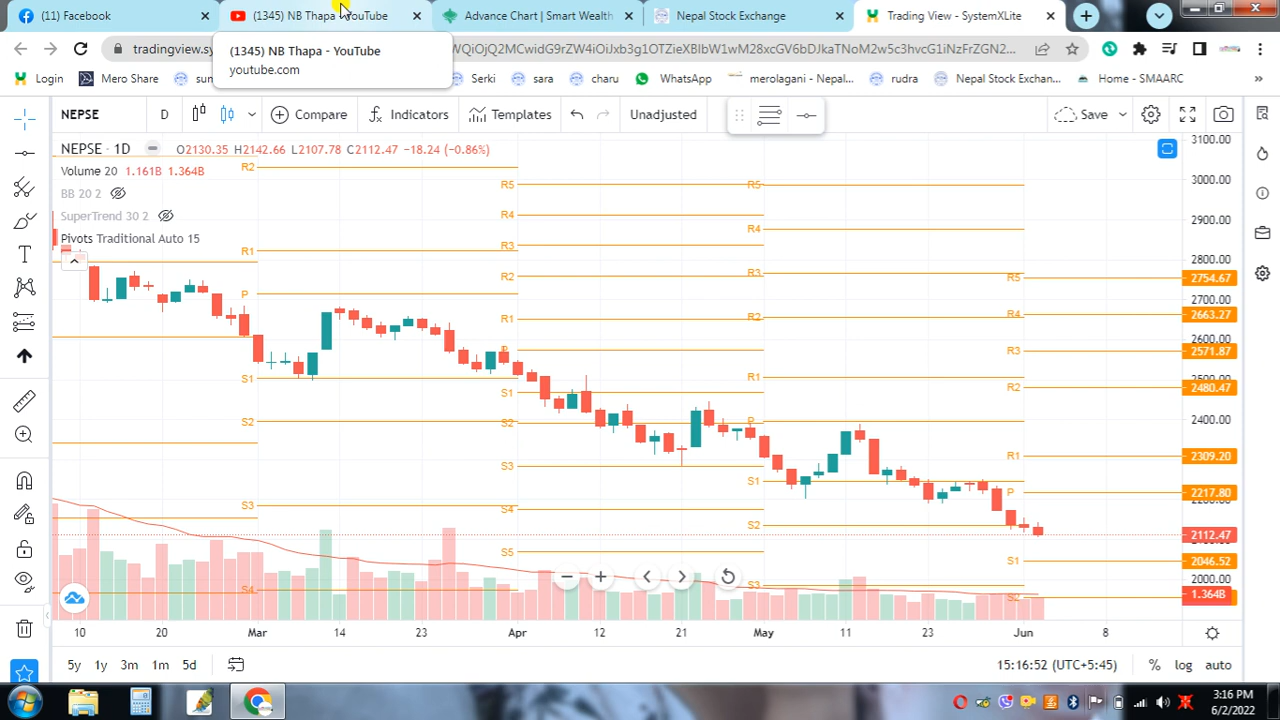 (11) Facebook
(1345) NB Thapa - YouTube
Advance Chart | Smart Wealth
Nepal Stock Exchange
Trading View - SystemXLite
(1345) NB Thapa - YouTube
youtube.com
Login
Mero Share
Serki
sara
charu
WhatsApp
merolagani - Nepal...
rudra
Nepal Stock Exchan...
Home - SMAARC
»
NEPSE
D
Compare
Indicators
Templates
Unadjusted
Save
NEPSE · 1D
O2130.35 H2142.66 L2107.78 C2112.47 −18.24 (−0.86%)
Volume 20 1.161B 1.364B
BB 20 2
SuperTrend 30 2
Pivots Traditional Auto 15
R2
R1
P
S1
S2
S3
S4
R5
R4
R3
R2
R1
P
S1
S2
S3
S4
S5
R5
R4
R3
R2
R1
P
S1
S2
S3
R5
R4
R3
R2
R1
P
S1
S2
3100.00
3000.00
2900.00
2800.00
2754.67
2700.00
2663.27
2600.00
2571.87
2500.00
2480.47
2400.00
2309.20
2217.80
2112.47
2046.52
2000.00
1.364B
10
20
Mar
14
23
Apr
12
21
May
11
23
Jun
8
5y 1y 3m 1m 5d
15:16:52 (UTC+5:45)
% log auto
3:16 PM
6/2/2022